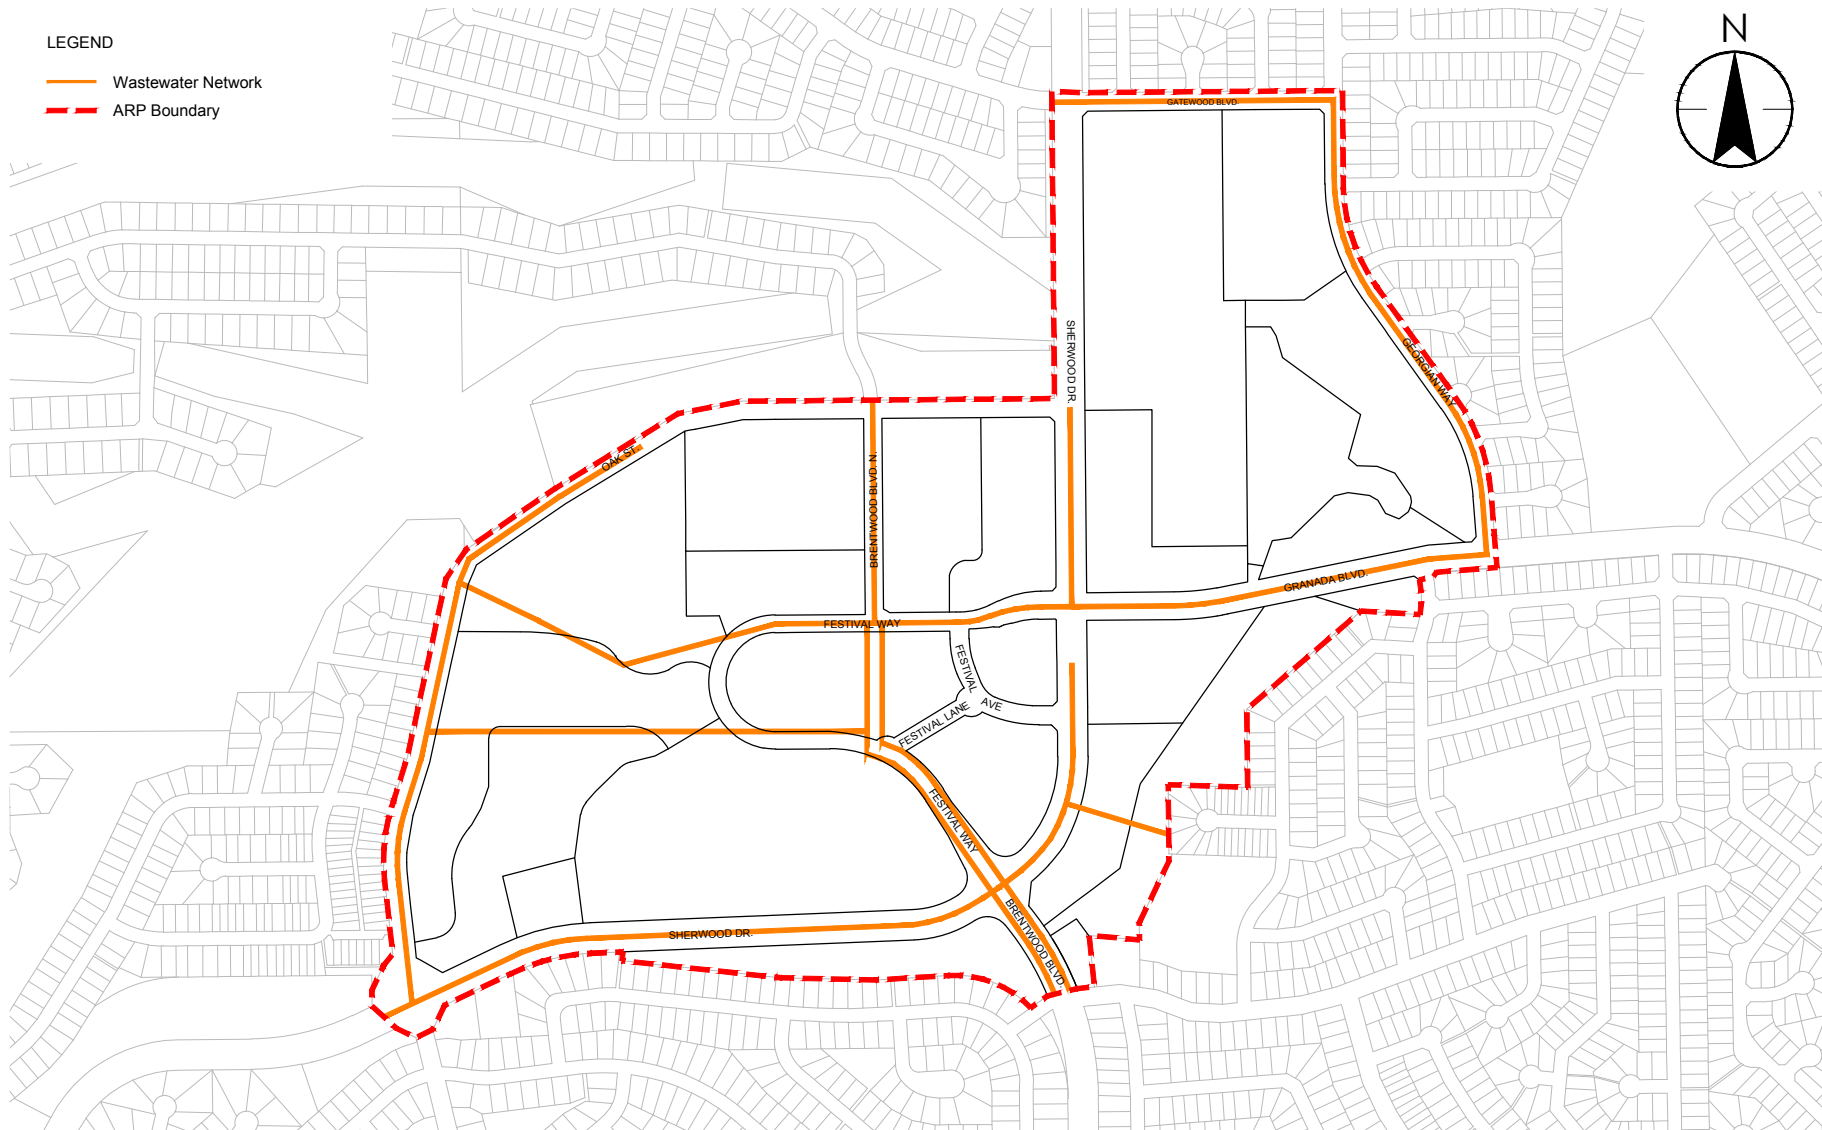 LEGEND
Wastewater Network
ARP Boundary
N
GATEWOOD BLVD.
SHERWOOD DR.
GEORGIAN WAY
OAK ST.
BRENTWOOD BLVD. N.
GRANADA BLVD.
FESTIVAL WAY
FESTIVAL
AVE
FESTIVAL LANE
FESTIVAL WAY
BRENTWOOD BLVD.
SHERWOOD DR.